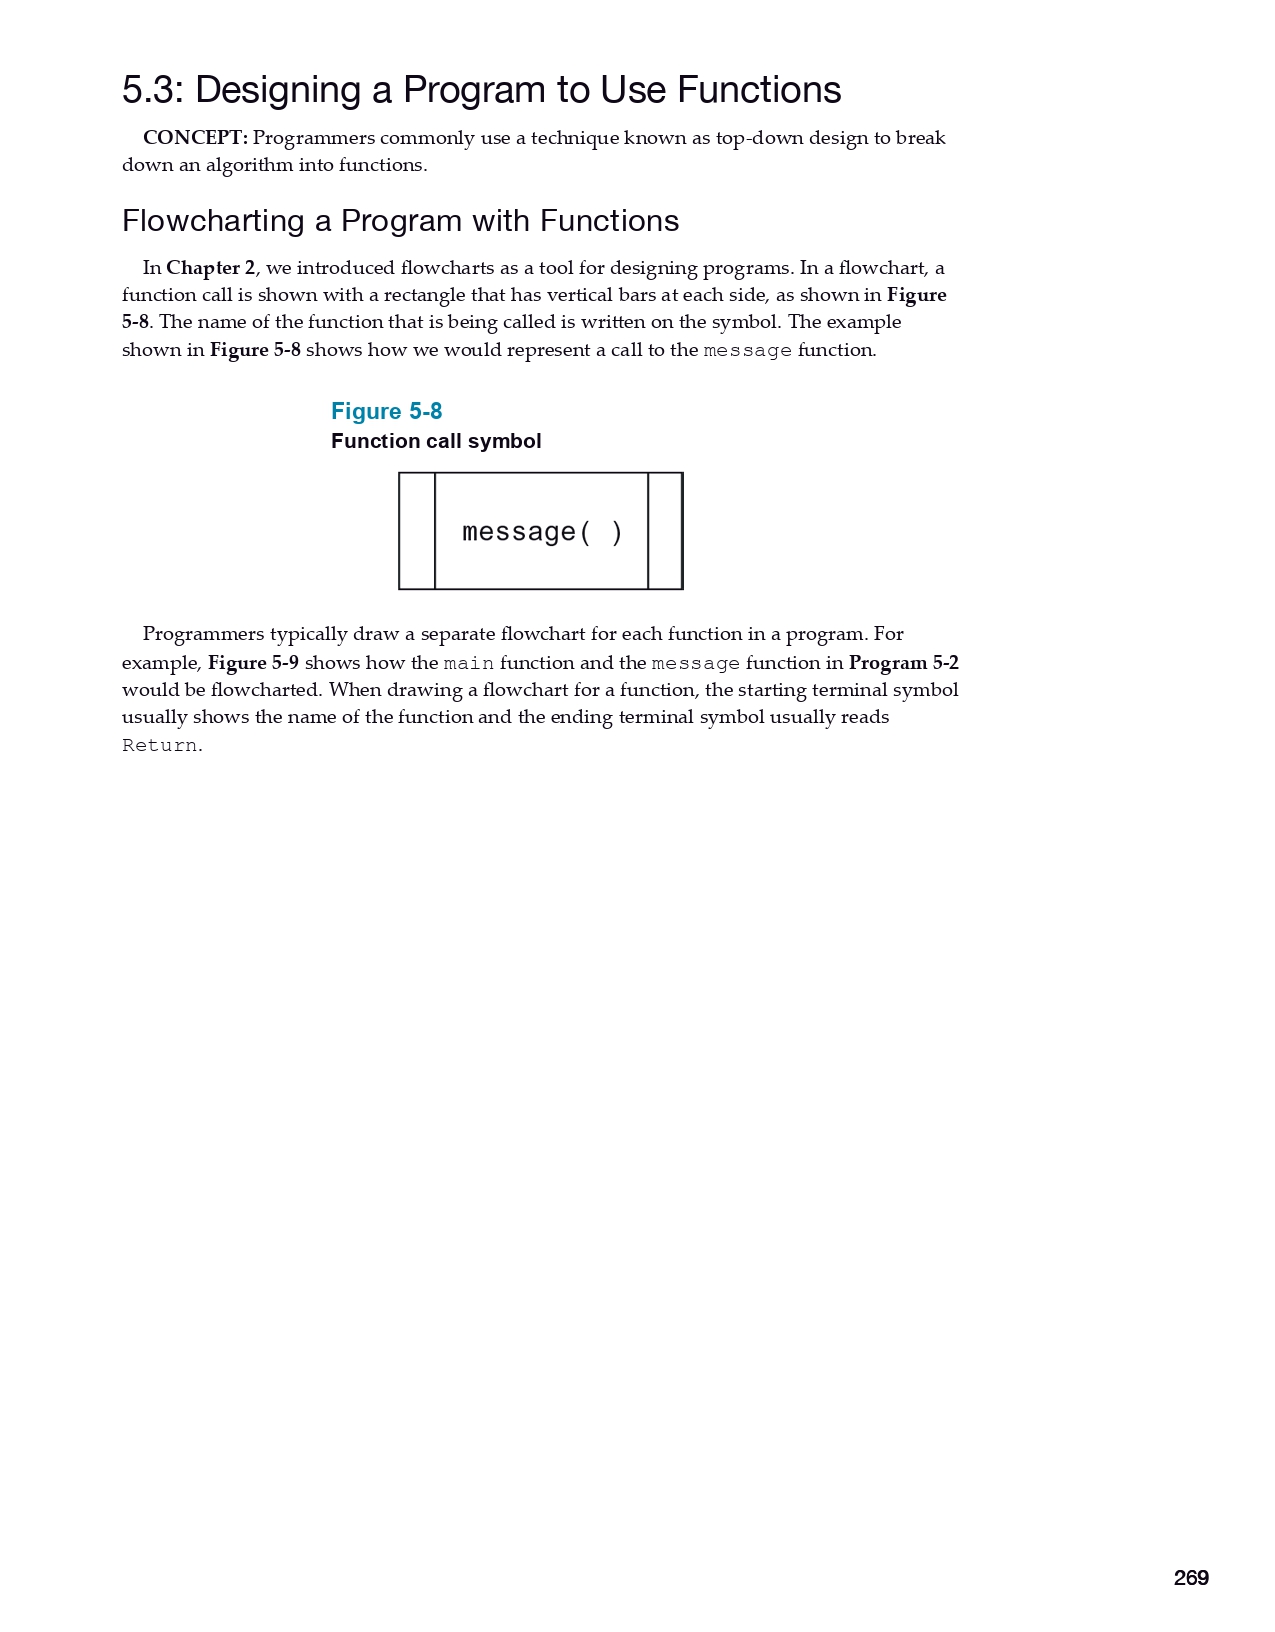 5.3: Designing a Program to Use Functions
CONCEPT: Programmers commonly use a technique known as top-down design to break
down an algorithm into functions.
Flowcharting a Program with Functions
In Chapter 2, we introduced flowcharts as a tool for designing programs. In a flowchart, a
function call is shown with a rectangle that has vertical bars at each side, as shown in Figure
5-8. The name of the function that is being called is written on the symbol. The example
shown in Figure 5-8 shows how we would represent a call to the message function.
Figure 5-8
Function call symbol
message( )
Programmers typically draw a separate flowchart for each function in a program. For
example, Figure 5-9 shows how the main function and the message function in Program 5-2
would be flowcharted. When drawing a flowchart for a function, the starting terminal symbol
usually shows the name of the function and the ending terminal symbol usually reads
Return.
269